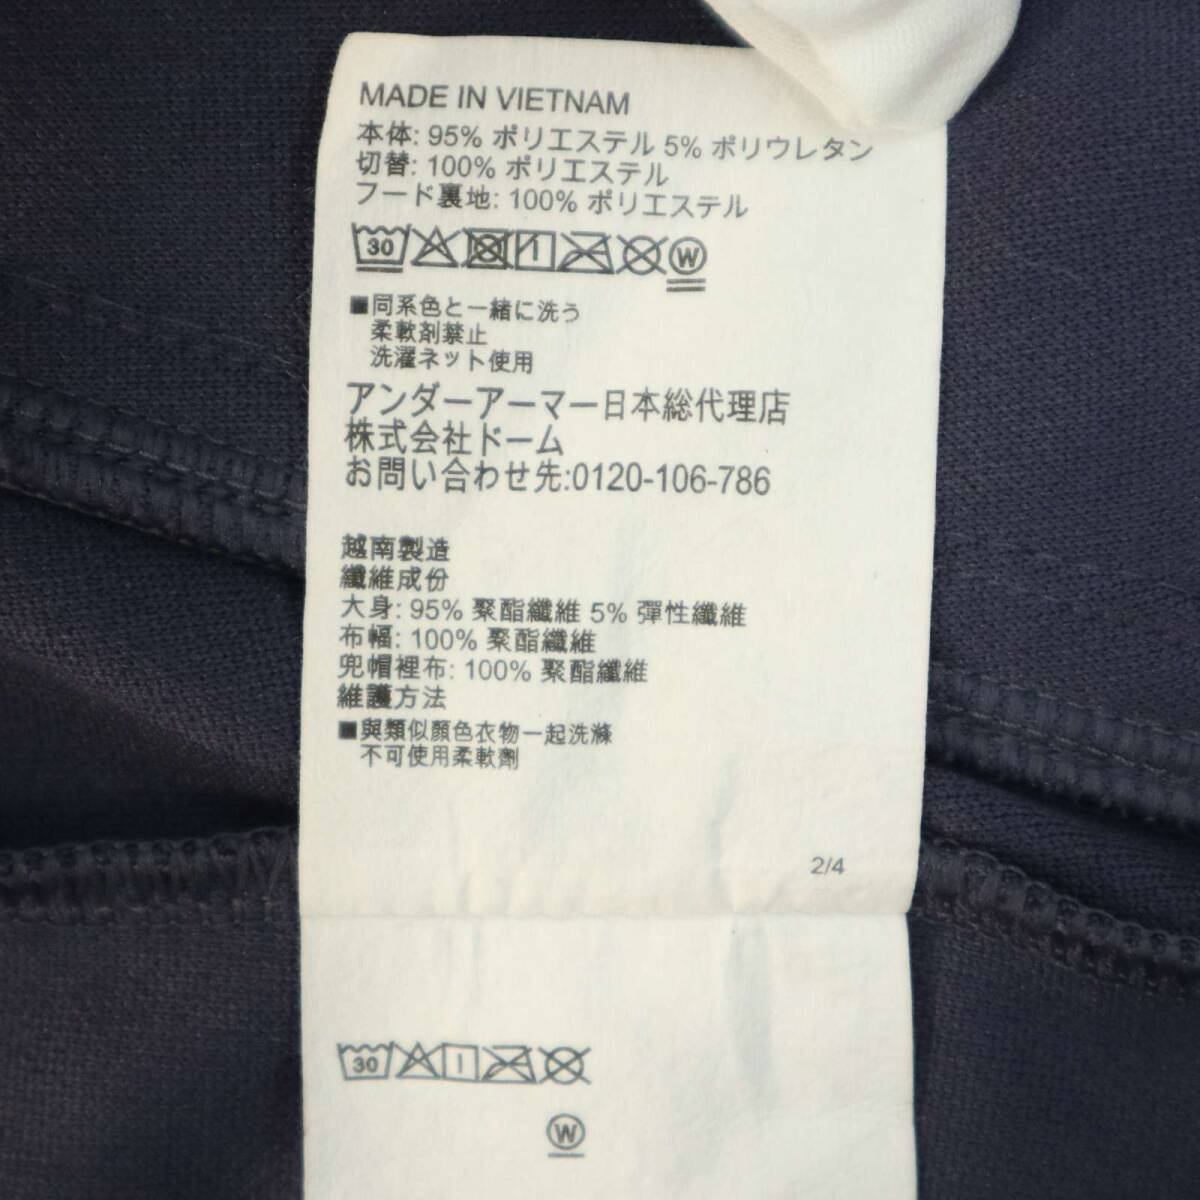 MADE IN VIETNAM
本体: 95% ポリエステル 5% ポリウレタン
切替: 100% ポリエステル
フード裏地: 100% ポリエステル
30 W
■同系色と一緒に洗う
柔軟剤禁止
洗濯ネット使用
アンダーアーマー日本総代理店
株式会社ドーム
お問い合わせ先:0120-106-786
越南製造
纖維成份
大身: 95% 聚酯纖維 5% 彈性纖維
布幅: 100% 聚酯纖維
兜帽裡布: 100% 聚酯纖維
維護方法
■與類似顏色衣物一起洗滌
不可使用柔軟劑
2/4
30
W